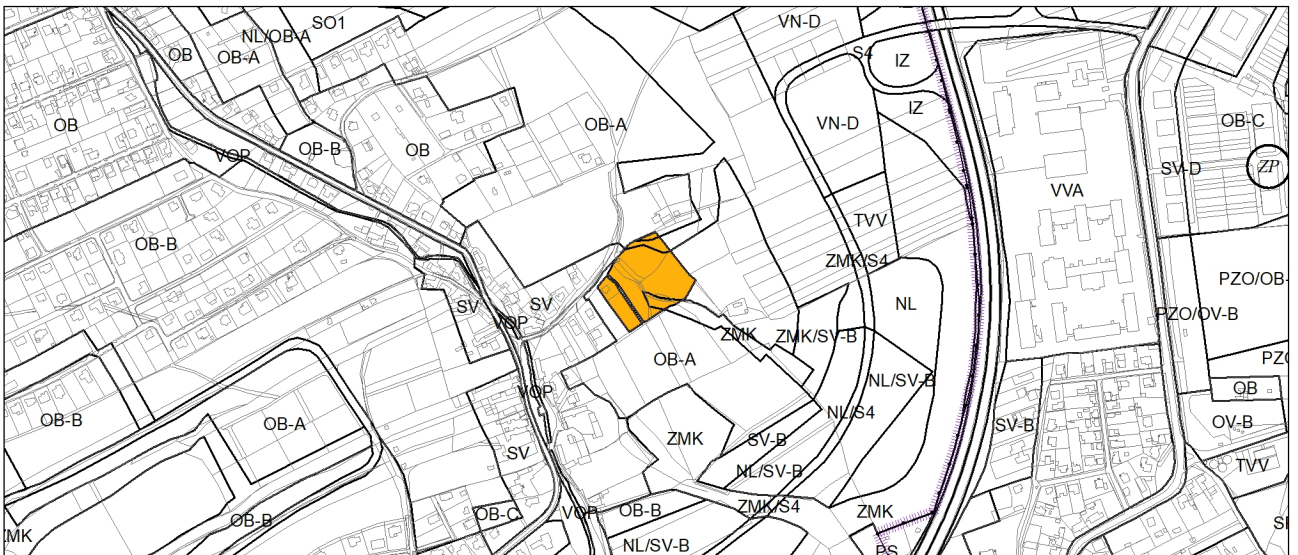 SO1
VN-D
NL/OB-A
OB
OB-A
S4
IZ
IZ
OB
OB-A
VN-D
OB-C
OB-B
OB
VOP
SV-D
ZP
VVA
TVV
OB-B
ZMK/S4
PZO/OB-
NL
SV
SV
VOP
PZO/OV-B
ZMK
ZMK/SV-B
OB-A
PZO
NL/SV-B
OB
VOP
OB-B
NL/S4
OB-A
OV-B
SV-B
ZMK
SV-B
SV
TVV
NL/SV-B
ZMK/S4
OB-C
VOP
OB-B
ZMK
OB-B
ZMK
NL/SV-B
PS